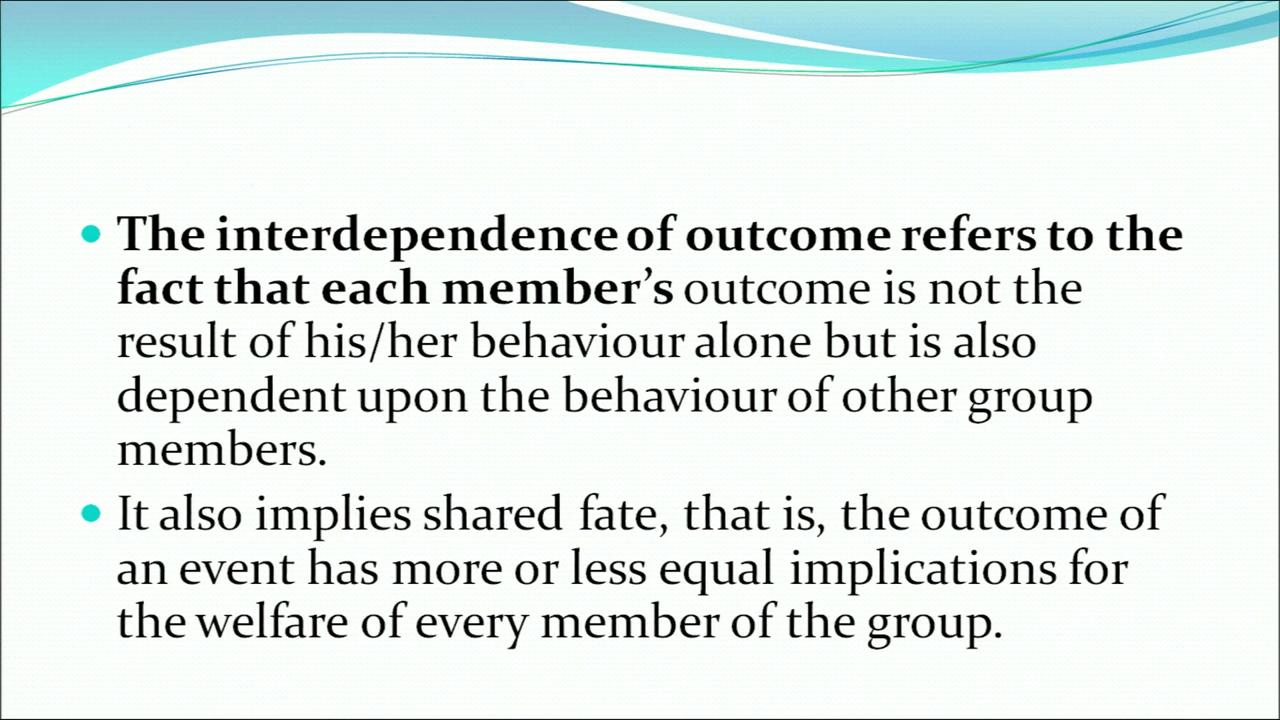 • The interdependence of outcome refers to the
fact that each member’s outcome is not the
result of his/her behaviour alone but is also
dependent upon the behaviour of other group
members.
• It also implies shared fate, that is, the outcome of
an event has more or less equal implications for
the welfare of every member of the group.